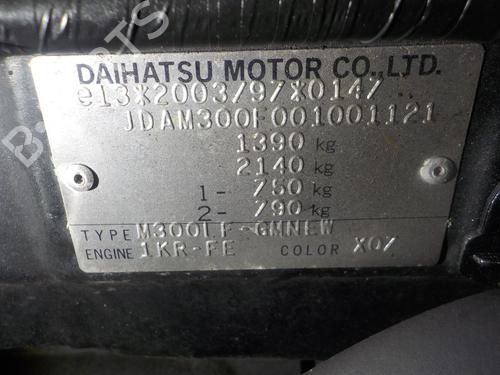 DAIHATSU MOTOR CO.,LTD.
e13*2003/97*0147
JDAM300F001001121
1390 kg
2140 kg
1- 750 kg
2- 790 kg
TYPE M300LF-GMNEW
ENGINE 1KR-FE COLOR X07